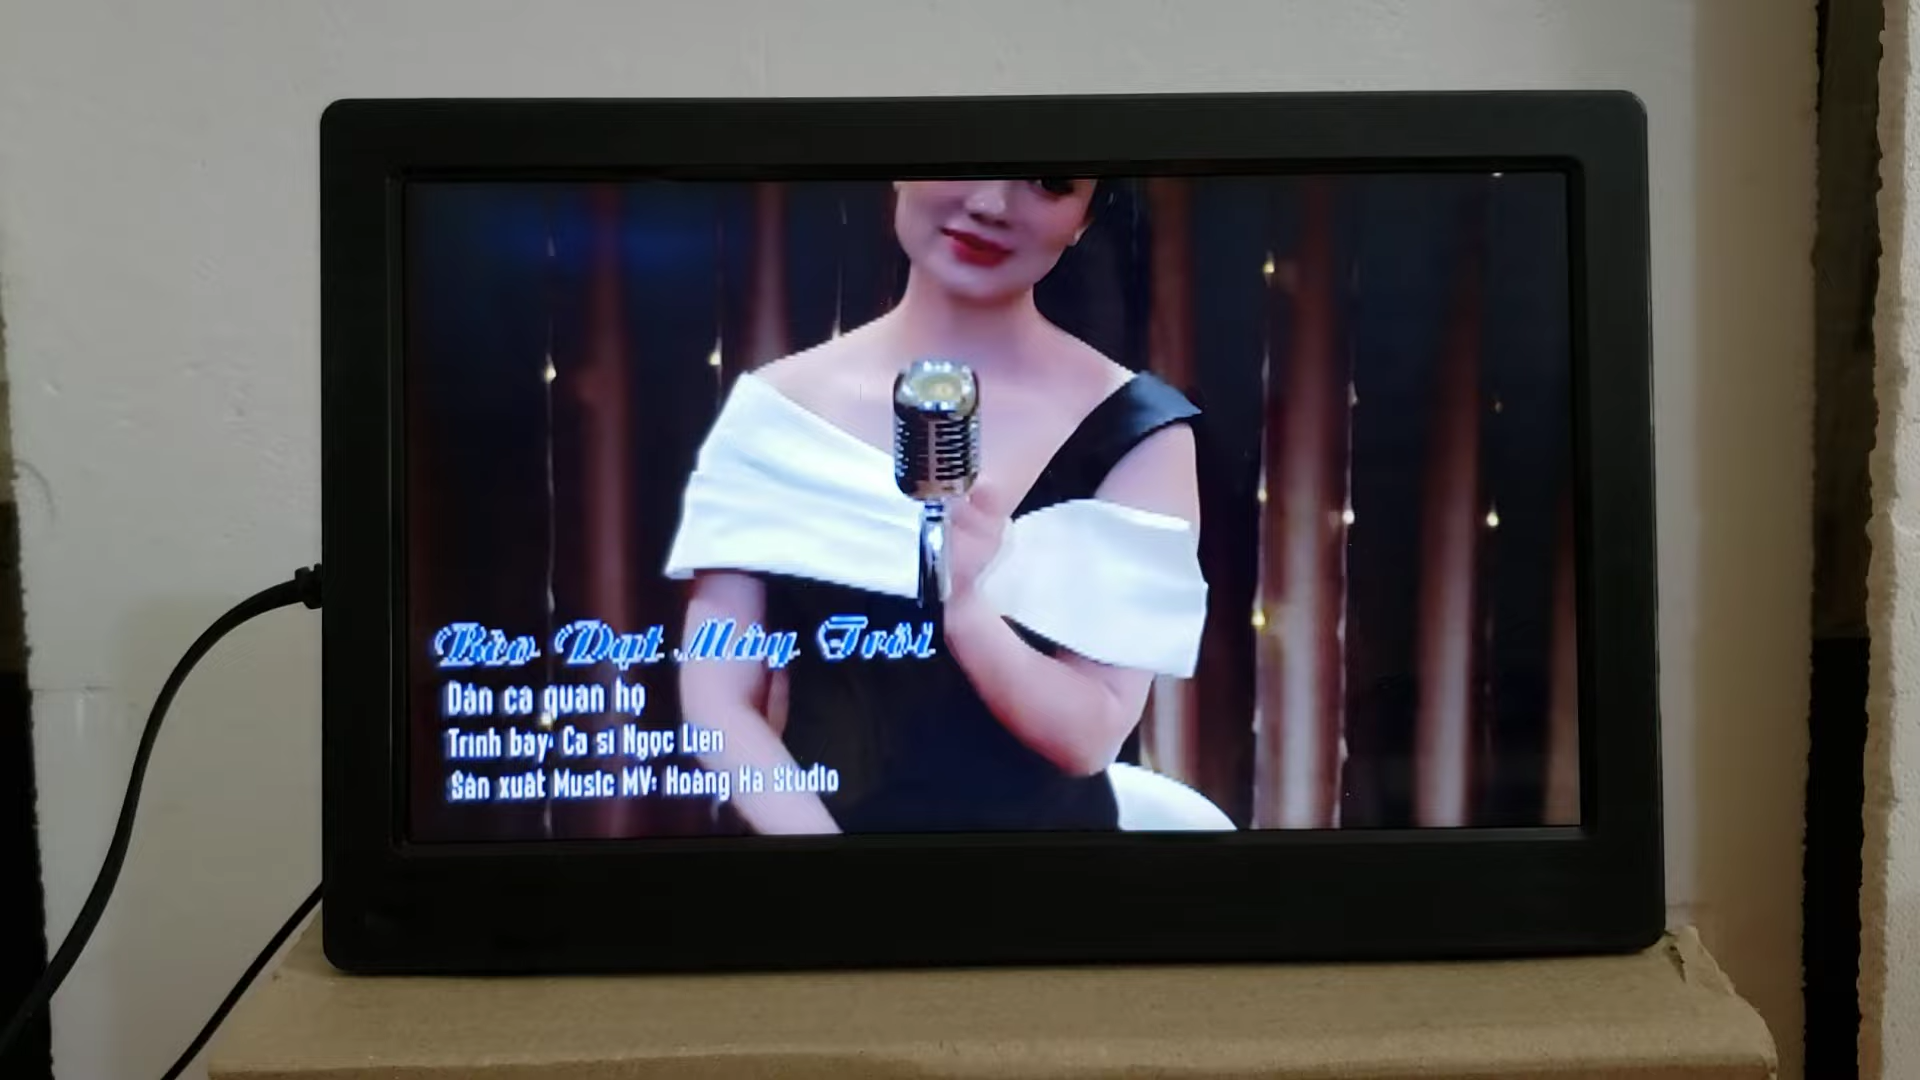 Bèo Dạt Mây Trôi
Dân ca quan họ
Trình bày: Ca sĩ Ngọc Liên
Sản xuất Music MV: Hoàng Hà Studio